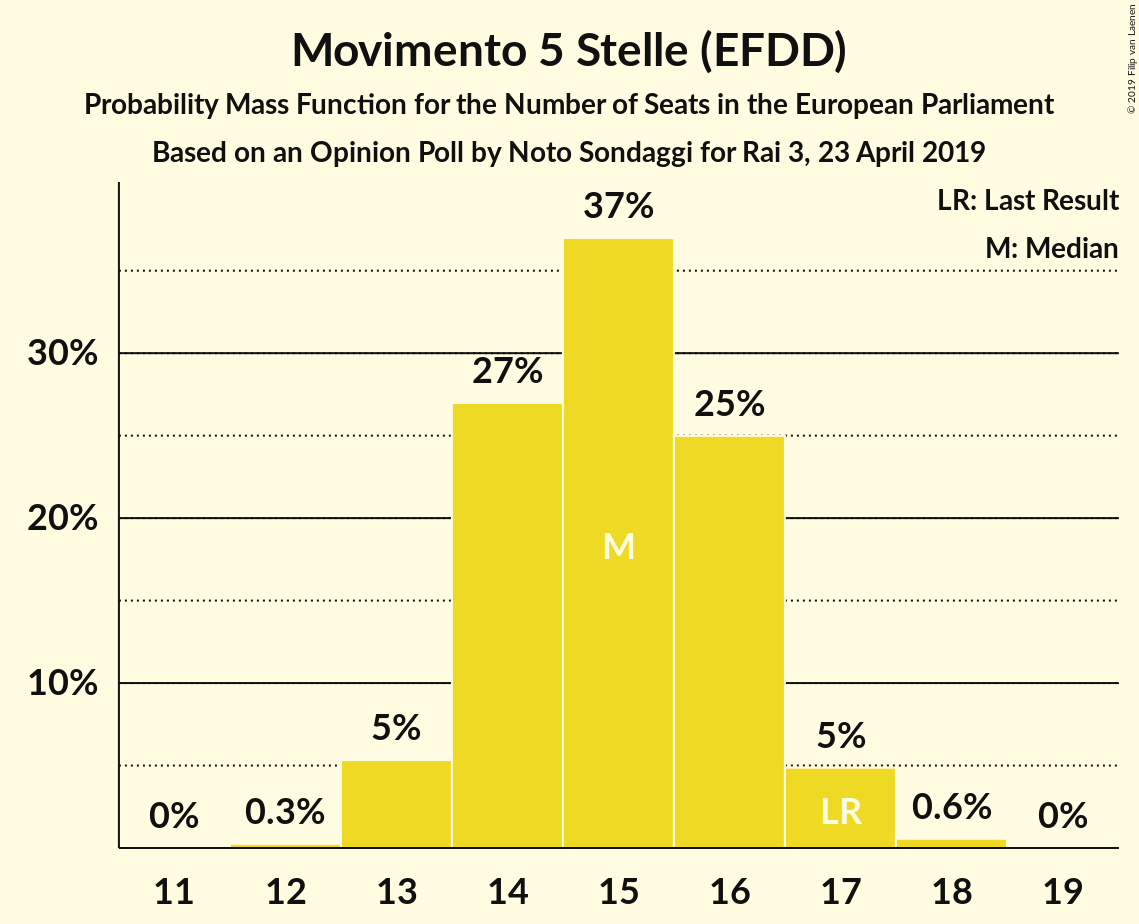 Movimento 5 Stelle (EFDD)
Probability Mass Function for the Number of Seats in the European Parliament
Based on an Opinion Poll by Noto Sondaggi for Rai 3, 23 April 2019
© 2019 Filip van Laenen
LR: Last Result
M: Median
30%
20%
10%
0%
0.3%
5%
27%
37%
25%
5%
0.6%
0%
M
LR
11 12 13 14 15 16 17 18 19